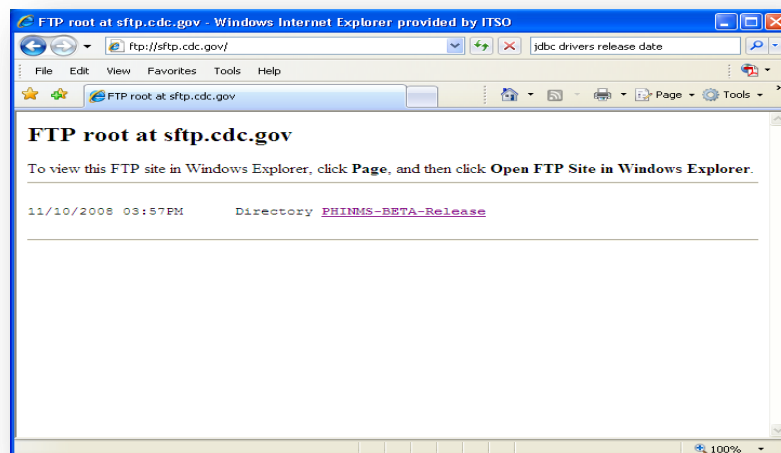 FTP root at sftp.cdc.gov - Windows Internet Explorer provided by ITSO
ftp://sftp.cdc.gov/
jdbc drivers release date
File Edit View Favorites Tools Help
FTP root at sftp.cdc.gov
Page Tools
FTP root at sftp.cdc.gov
To view this FTP site in Windows Explorer, click Page, and then click Open FTP Site in Windows Explorer.
11/10/2008 03:57PM Directory PHINMS-BETA-Release
100%